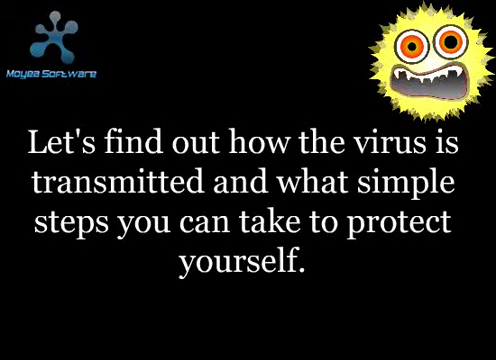 Moyea Software
Let's find out how the virus is
transmitted and what simple
steps you can take to protect
yourself.